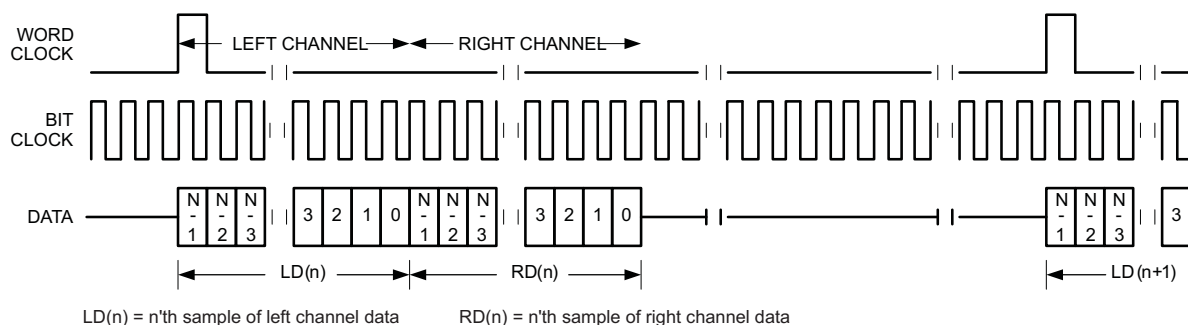 WORD
CLOCK
LEFT CHANNEL
RIGHT CHANNEL
BIT
CLOCK
DATA
N
-
1
N
-
2
N
-
3
3
2
1
0
N
-
1
N
-
2
N
-
3
3
2
1
0
N
-
1
N
-
2
N
-
3
3
LD(n)
RD(n)
LD(n+1)
LD(n) = n'th sample of left channel data
RD(n) = n'th sample of right channel data